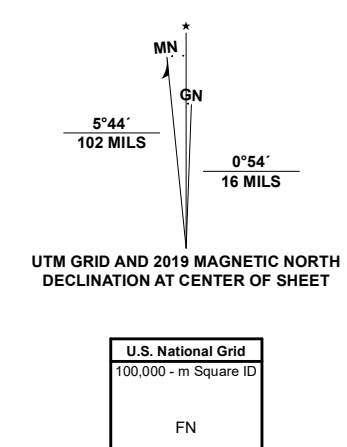 ★
MN
GN
5°44´
102 MILS
0°54´
16 MILS
UTM GRID AND 2019 MAGNETIC NORTH
DECLINATION AT CENTER OF SHEET
U.S. National Grid
100,000 - m Square ID
FN